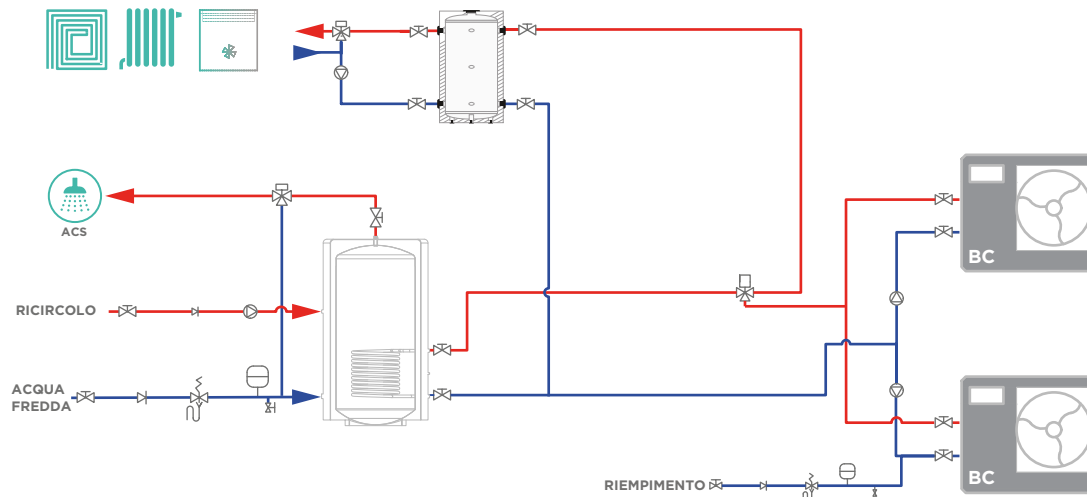 ACS
BC
RICIRCOLO
ACQUA
FREDDA
BC
RIEMPIMENTO